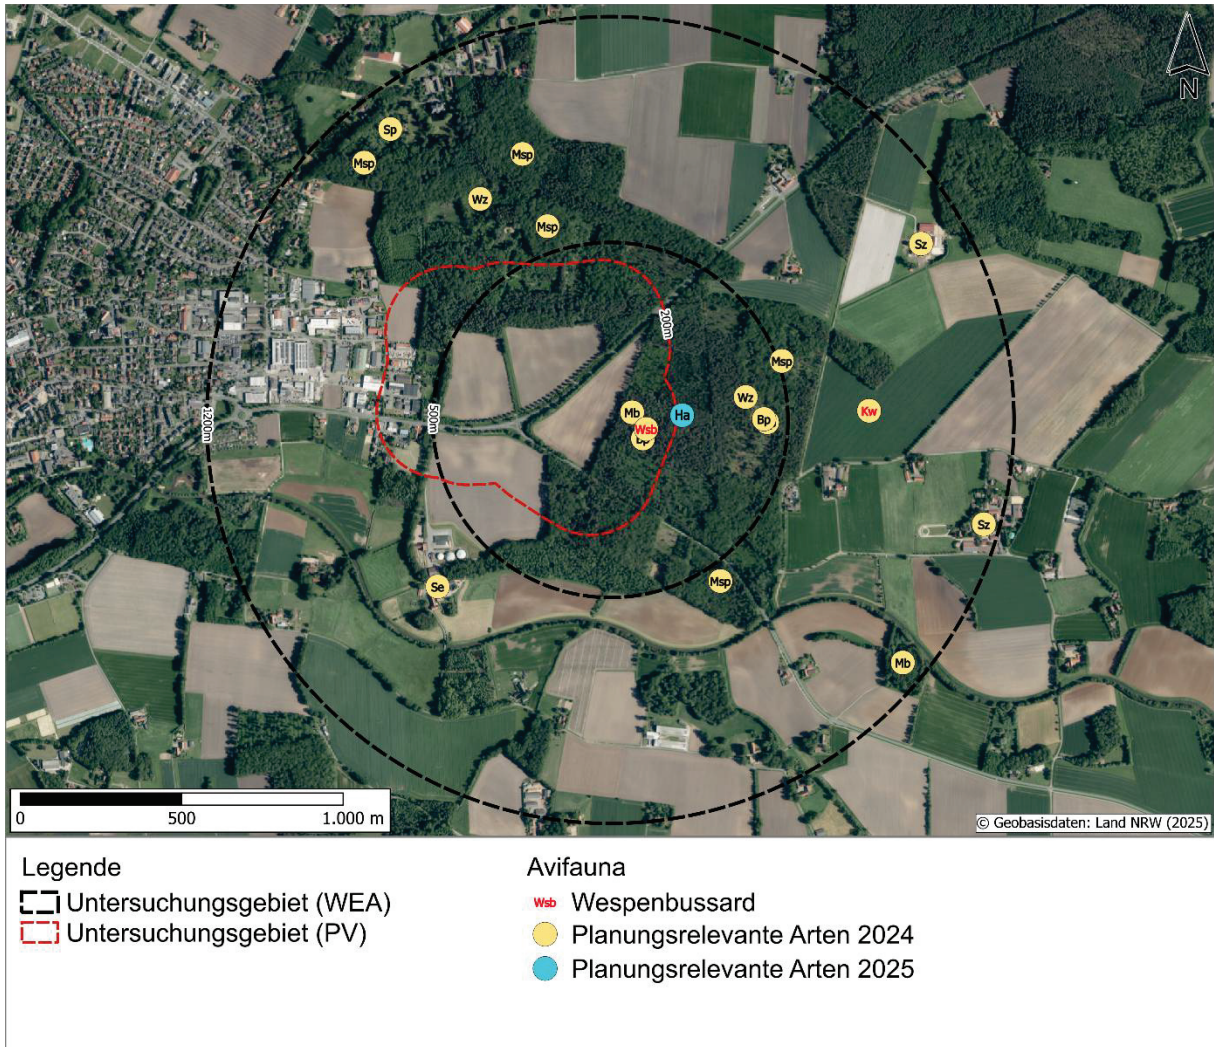 N
Sp
Msp
Msp
Wz
Msp
Sz
200m
Msp
Wz
Mb
Ha
Bp
Kw
Wsb
Bp
1200m
500m
Sz
Se
Msp
Mb
0 500 1.000 m
© Geobasisdaten: Land NRW (2025)
Legende
Untersuchungsgebiet (WEA)
Untersuchungsgebiet (PV)
Avifauna
Wsb Wespenbussard
Planungsrelevante Arten 2024
Planungsrelevante Arten 2025